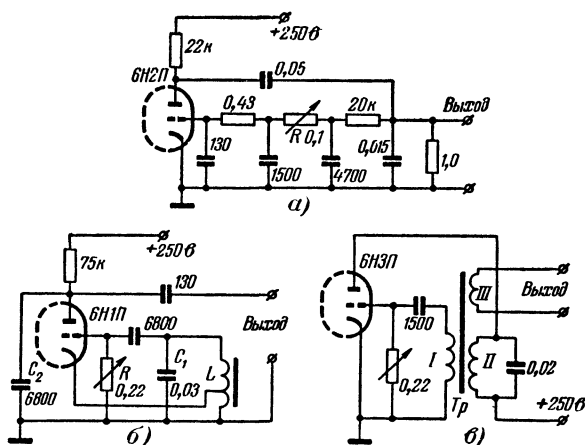 +250в
22к
0,05
6Н2П
0,43
R 0,1
20к
Выход
130
1500
4700
0,015
1,0
а)
+250в
75к
130
6Н1П
6800
Выход
C2
6800
R
0,22
C1
0,03
L
б)
6Н3П
1500
III
Выход
I
II
0,22
0,02
Тр
+250в
в)